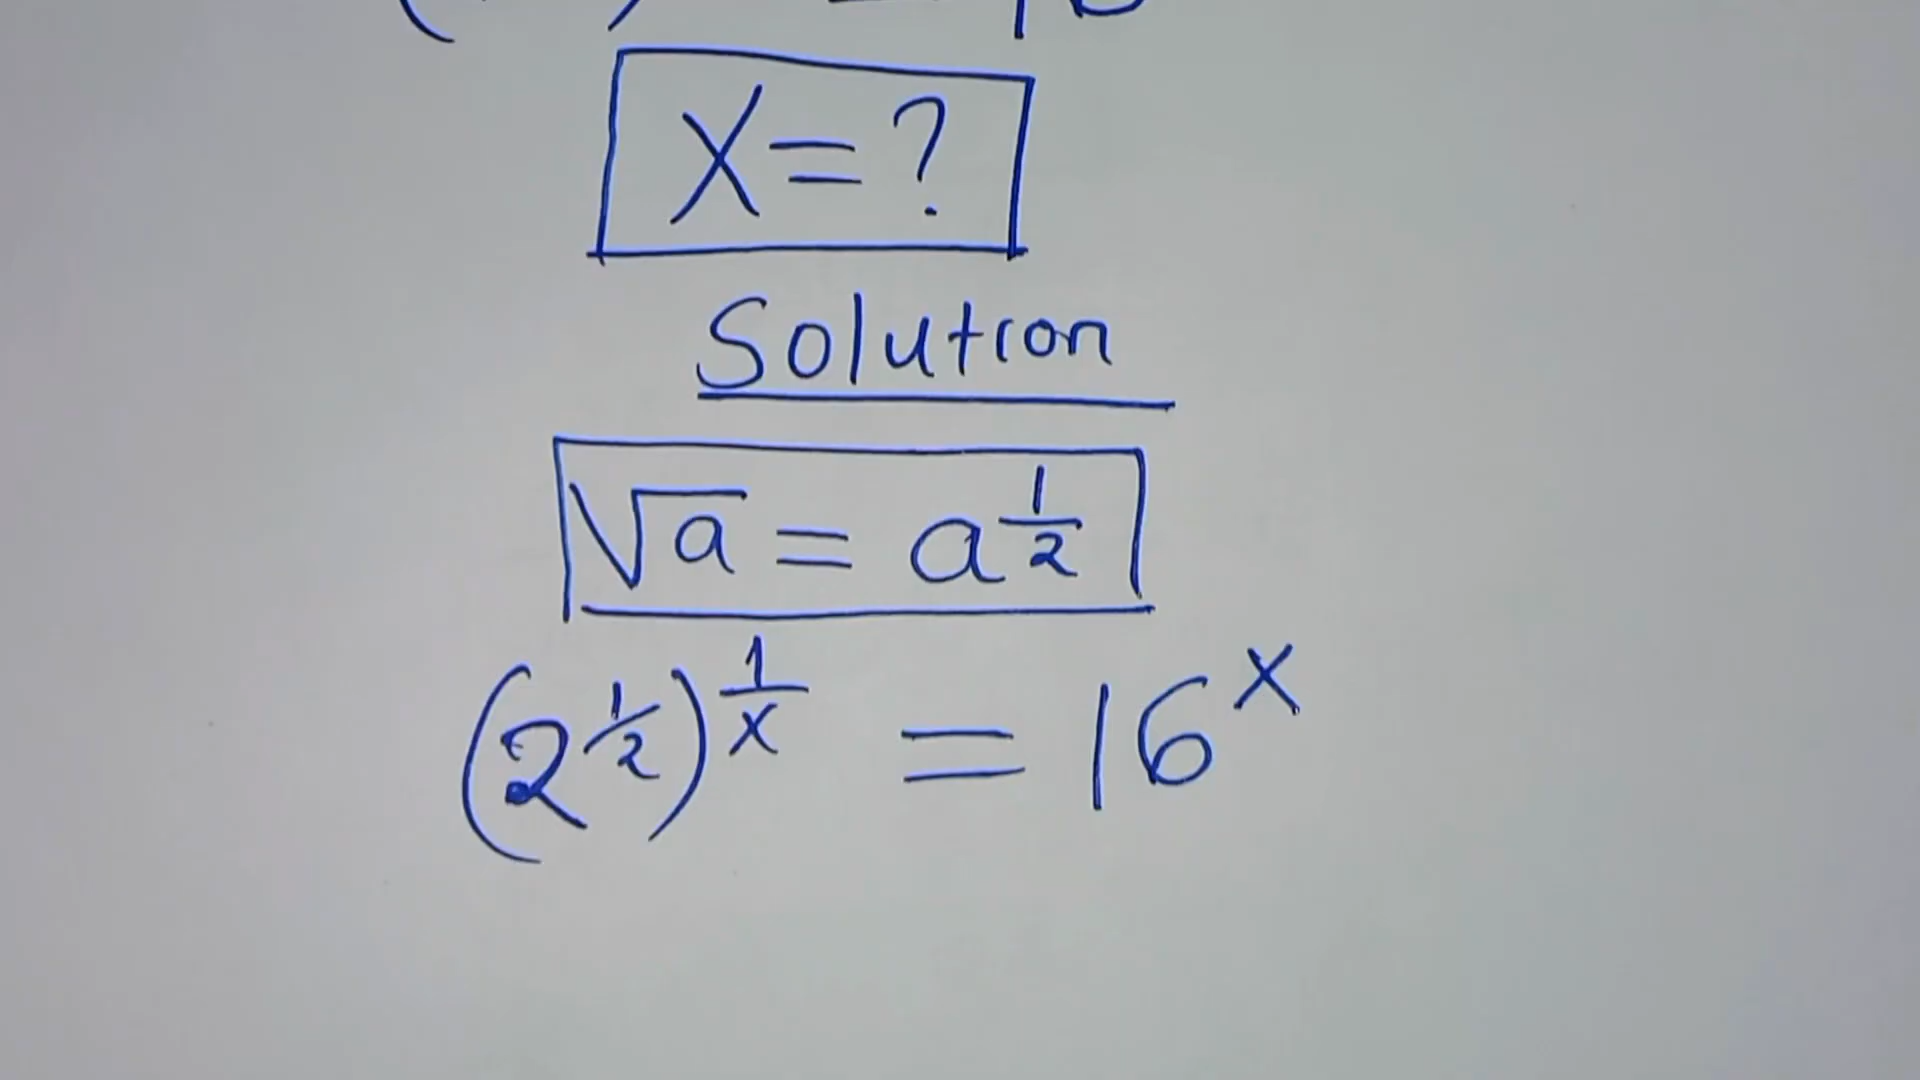 X = ?
Solution
√a = a^(1/2)
(2^(1/2))^(1/x) = 16^x